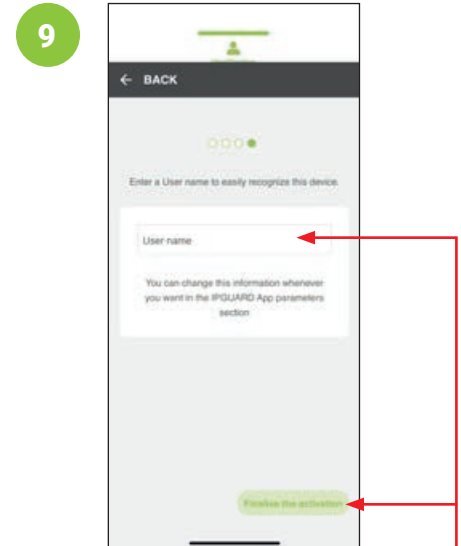 9
← BACK
Enter a User name to easily recognize this device.
User name
You can change this information whenever
you want in the IPGUARD App parameters
section
Finalise the activation